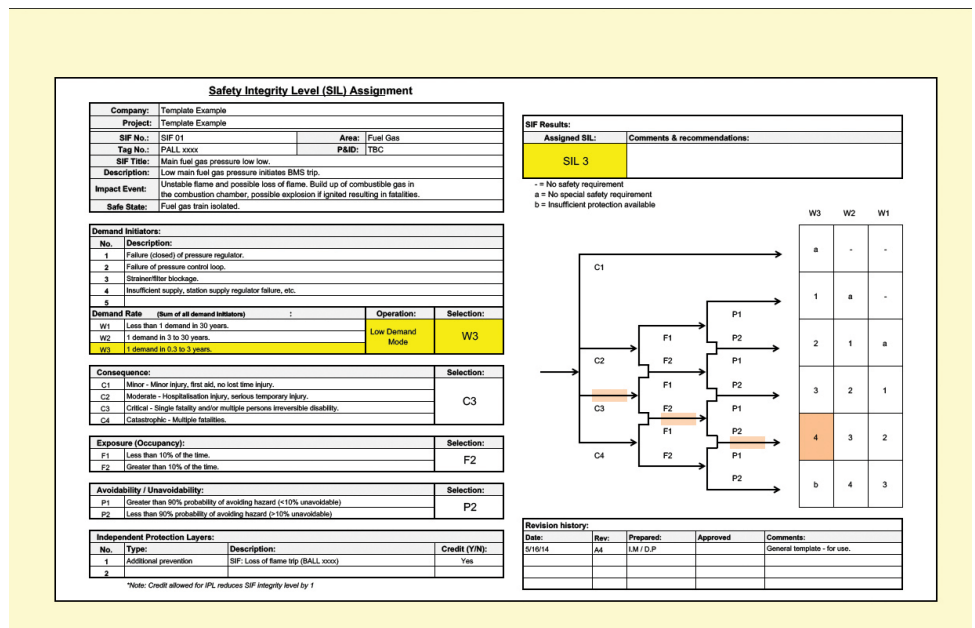 Safety Integrity Level (SIL) Assignment
Company: Template Example
Project: Template Example
SIF No.: SIF 01 Area: Fuel Gas
Tag No.: PALL xxxx P&ID: TBC
SIF Title: Main fuel gas pressure low low.
Description: Low main fuel gas pressure initiates BMS trip.
Impact Event: Unstable flame and possible loss of flame. Build up of combustible gas in
the combustion chamber, possible explosion if ignited resulting in fatalities.
Safe State: Fuel gas train isolated.
Demand Initiators:
No. Description:
1 Failure (closed) of pressure regulator.
2 Failure of pressure control loop.
3 Strainer/filter blockage.
4 Insufficient supply, station supply regulator failure, etc.
5
Demand Rate (Sum of all demand initiators) : Operation: Selection:
W1 Less than 1 demand in 30 years.
W2 1 demand in 3 to 30 years.
W3 1 demand in 0.3 to 3 years.
Low Demand
Mode
W3
Consequence: Selection:
C1 Minor - Minor injury, first aid, no lost time injury.
C2 Moderate - Hospitalisation injury, serious temporary injury.
C3 Critical - Single fatality and/or multiple persons irreversible disability.
C4 Catastrophic - Multiple fatalities.
C3
Exposure (Occupancy): Selection:
F1 Less than 10% of the time.
F2 Greater than 10% of the time.
F2
Avoidability / Unavoidability: Selection:
P1 Greater than 90% probability of avoiding hazard (<10% unavoidable)
P2 Less than 90% probability of avoiding hazard (>10% unavoidable)
P2
Independent Protection Layers:
No. Type: Description: Credit (Y/N):
1 Additional prevention SIF: Loss of flame trip (BALL xxxx) Yes
2
*Note: Credit allowed for IPL reduces SIF integrity level by 1
SIF Results:
Assigned SIL: Comments & recommendations:
SIL 3
- = No safety requirement
a = No special safety requirement
b = Insufficient protection available
W3 W2 W1
a - -
C1
1 a -
P1
F1 P2
2 1 a
C2 F2 P1
F1 P2
3 2 1
C3 F2 P1
F1 P2
4 3 2
C4 F2 P1
P2
b 4 3
Revision history:
Date: Rev: Prepared: Approved Comments:
5/16/14 A4 I.M / D.P General template - for use.